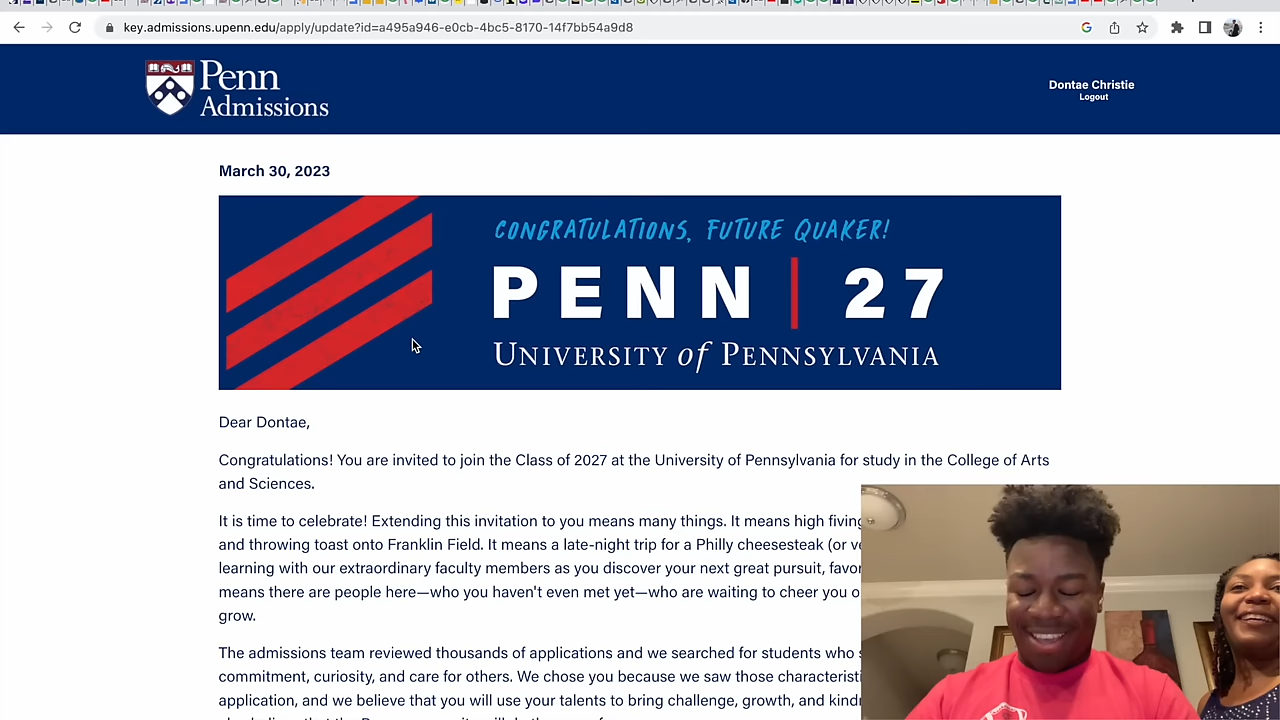 key.admissions.upenn.edu/apply/update?id=a495a946-e0cb-4bc5-8170-14f7bb54a9d8
Penn
Admissions
Dontae Christie
Logout
March 30, 2023
CONGRATULATIONS, FUTURE QUAKER!
PENN | 27
UNIVERSITY of PENNSYLVANIA
Dear Dontae,
Congratulations! You are invited to join the Class of 2027 at the University of Pennsylvania for study in the College of Arts
and Sciences.
It is time to celebrate! Extending this invitation to you means many things. It means high fiving
and throwing toast onto Franklin Field. It means a late-night trip for a Philly cheesesteak (or
learning with our extraordinary faculty members as you discover your next great pursuit,
means there are people here—who you haven't even met yet—who are waiting to cheer you
grow.
The admissions team reviewed thousands of applications and we searched for students who
commitment, curiosity, and care for others. We chose you because we saw those
application, and we believe that you will use your talents to bring challenge, growth, and